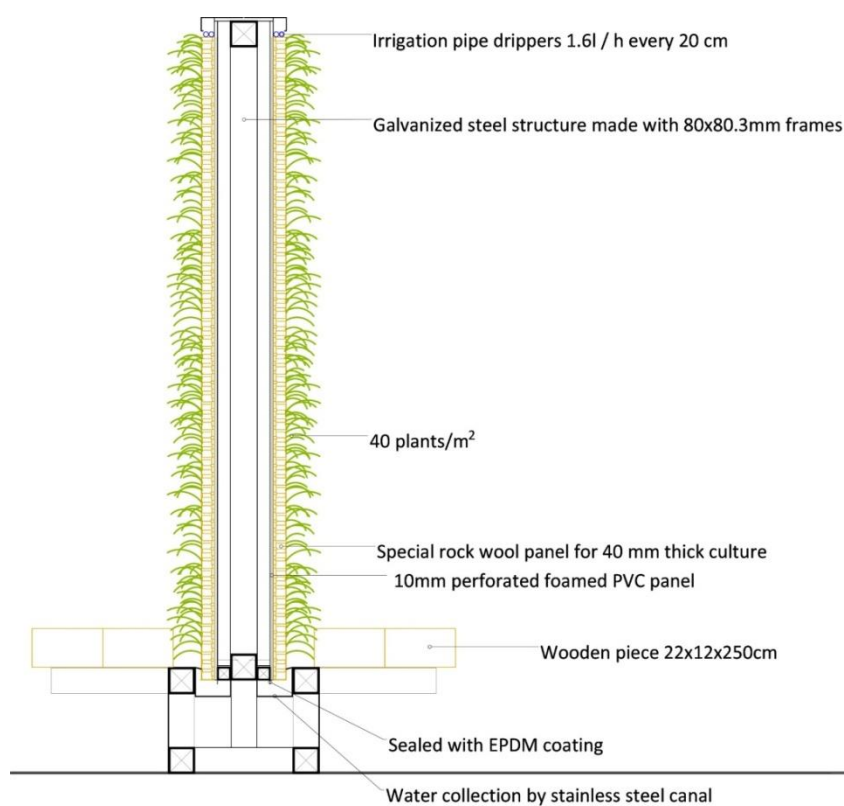 Irrigation pipe drippers 1.6l / h every 20 cm
Galvanized steel structure made with 80x80.3mm frames
40 plants/m²
Special rock wool panel for 40 mm thick culture
10mm perforated foamed PVC panel
Wooden piece 22x12x250cm
Sealed with EPDM coating
Water collection by stainless steel canal